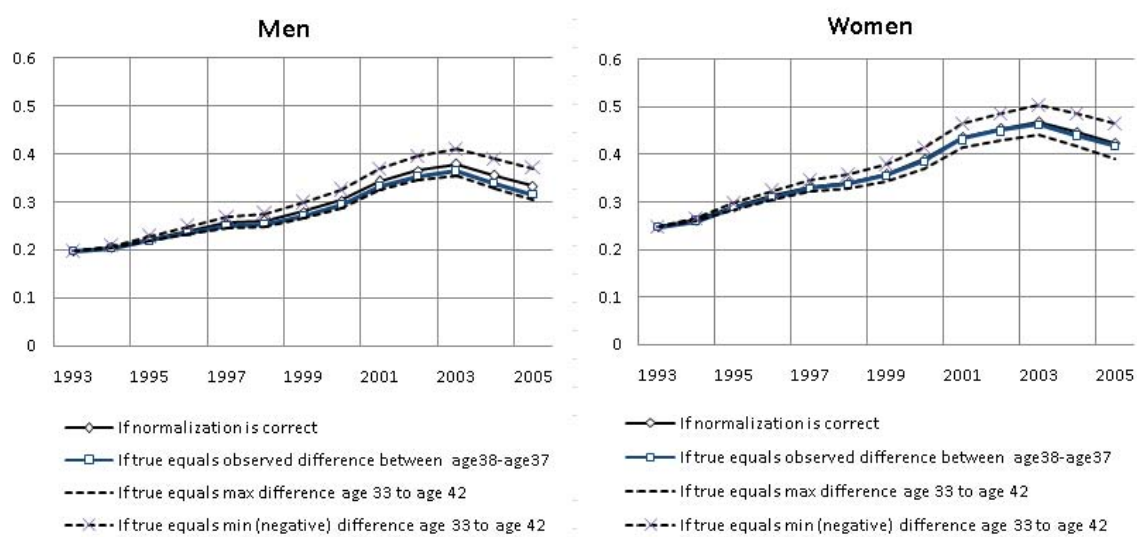 Men
0.6
0.5
0.4
0.3
0.2
0.1
0
1993 1995 1997 1999 2001 2003 2005
If normalization is correct
If true equals observed difference between age38-age37
If true equals max difference age 33 to age 42
If true equals min (negative) difference age 33 to age 42
Women
0.6
0.5
0.4
0.3
0.2
0.1
0
1993 1995 1997 1999 2001 2003 2005
If normalization is correct
If true equals observed difference between age38-age37
If true equals max difference age 33 to age 42
If true equals min (negative) difference age 33 to age 42